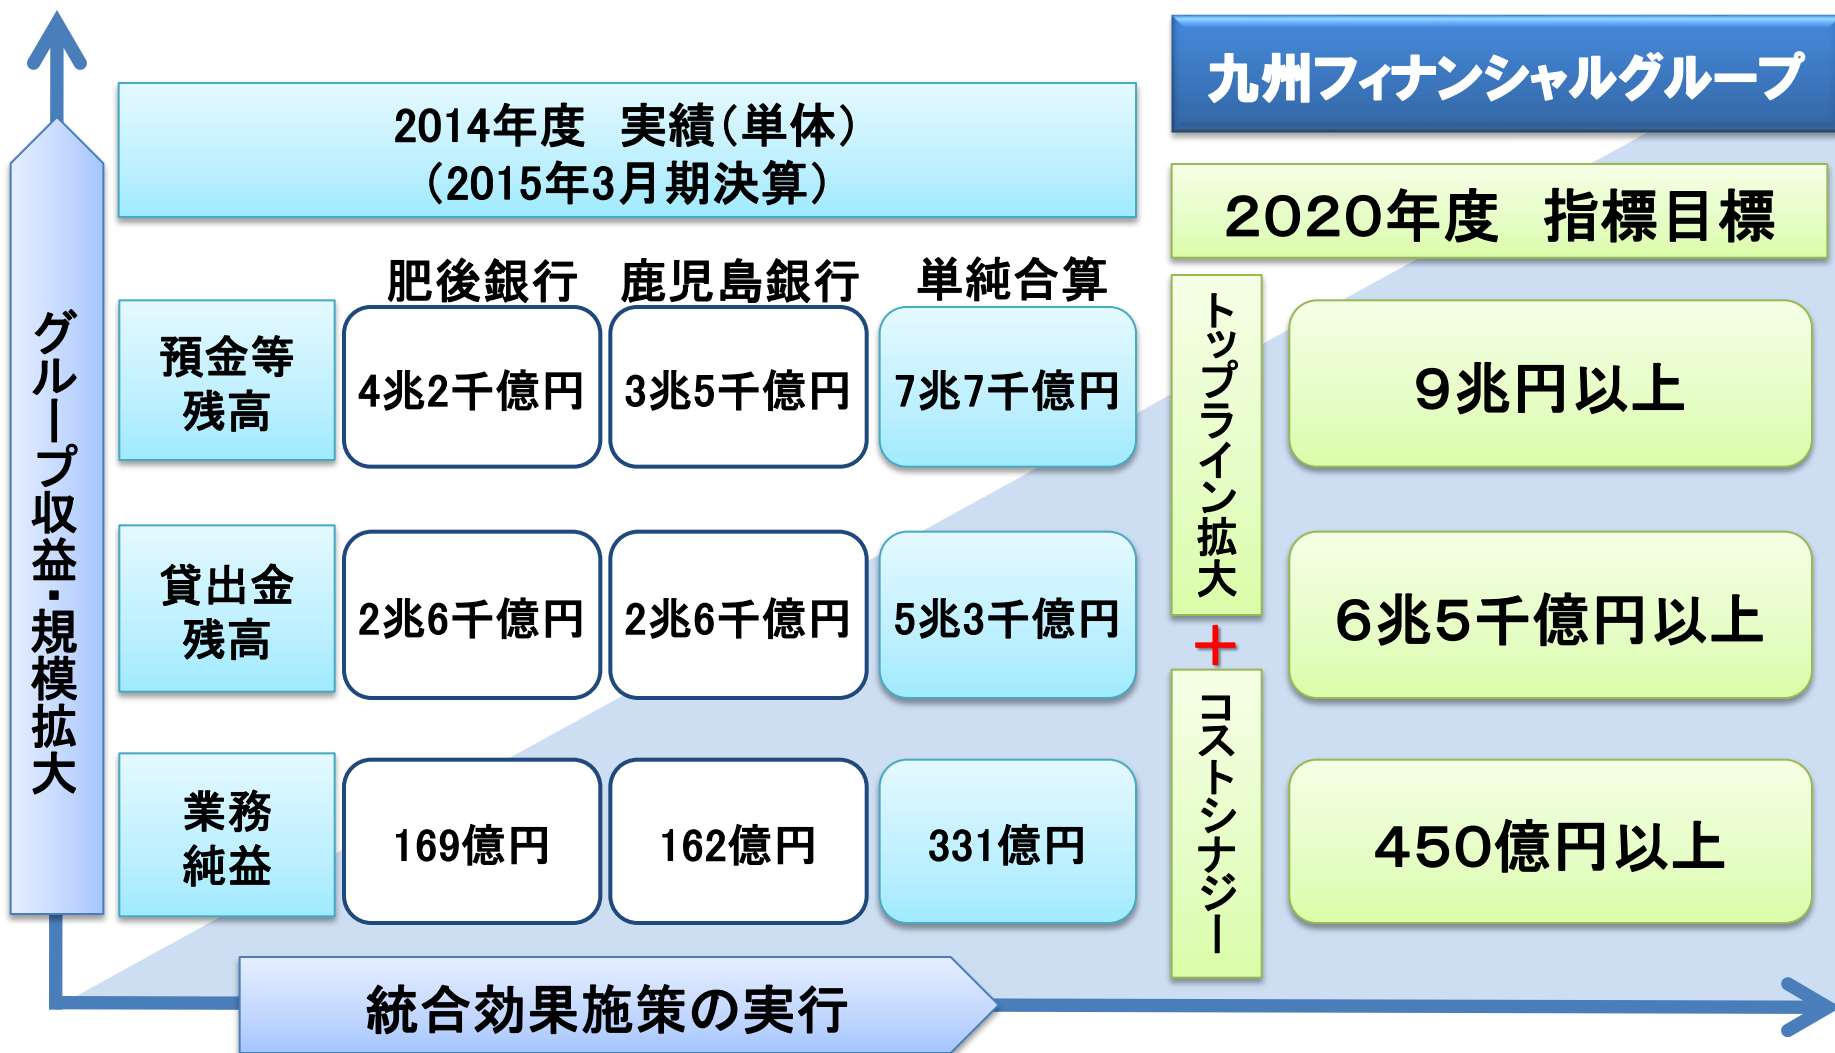 九州フィナンシャルグループ
2014年度　実績（単体）
（2015年3月期決算）
2020年度　指標目標
肥後銀行
鹿児島銀行
単純合算
預金等
残高
4兆2千億円
3兆5千億円
7兆7千億円
9兆円以上
貸出金
残高
2兆6千億円
2兆6千億円
5兆3千億円
6兆5千億円以上
業務
純益
169億円
162億円
331億円
450億円以上
トップライン拡大
＋
コストシナジー
グループ収益・規模拡大
統合効果施策の実行